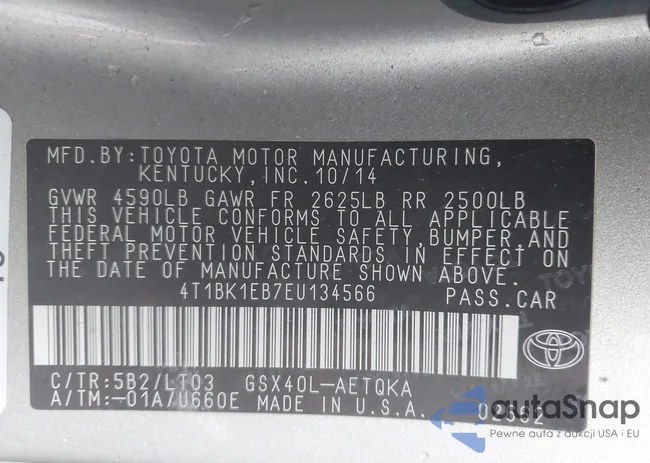 MFD.BY:TOYOTA MOTOR MANUFACTURING,
KENTUCKY, INC.10/14
GVWR 4590LB GAWR FR 2625LB RR 2500LB
THIS VEHICLE CONFORMS TO ALL APPLICABLE
FEDERAL MOTOR VEHICLE SAFETY,BUMPER,AND
THEFT PREVENTION STANDARDS IN EFFECT ON
THE DATE OF MANUFACTURE SHOWN ABOVE.
4T1BK1EB7EU134566 PASS.CAR
C/TR:5B2/LT03 GSX40L-AETQKA
A/TM:-01A/U660E MADE IN U.S.A. 02362
autoSnap
Pewne auta z aukcji USA i EU